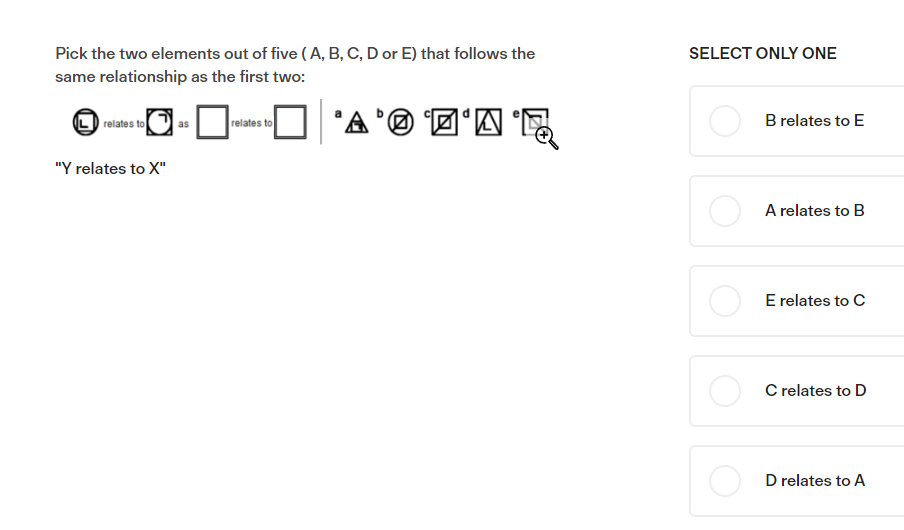 Pick the two elements out of five ( A, B, C, D or E) that follows the
same relationship as the first two:
relates to as relates to a b c d e
"Y relates to X"
SELECT ONLY ONE
B relates to E
A relates to B
E relates to C
C relates to D
D relates to A